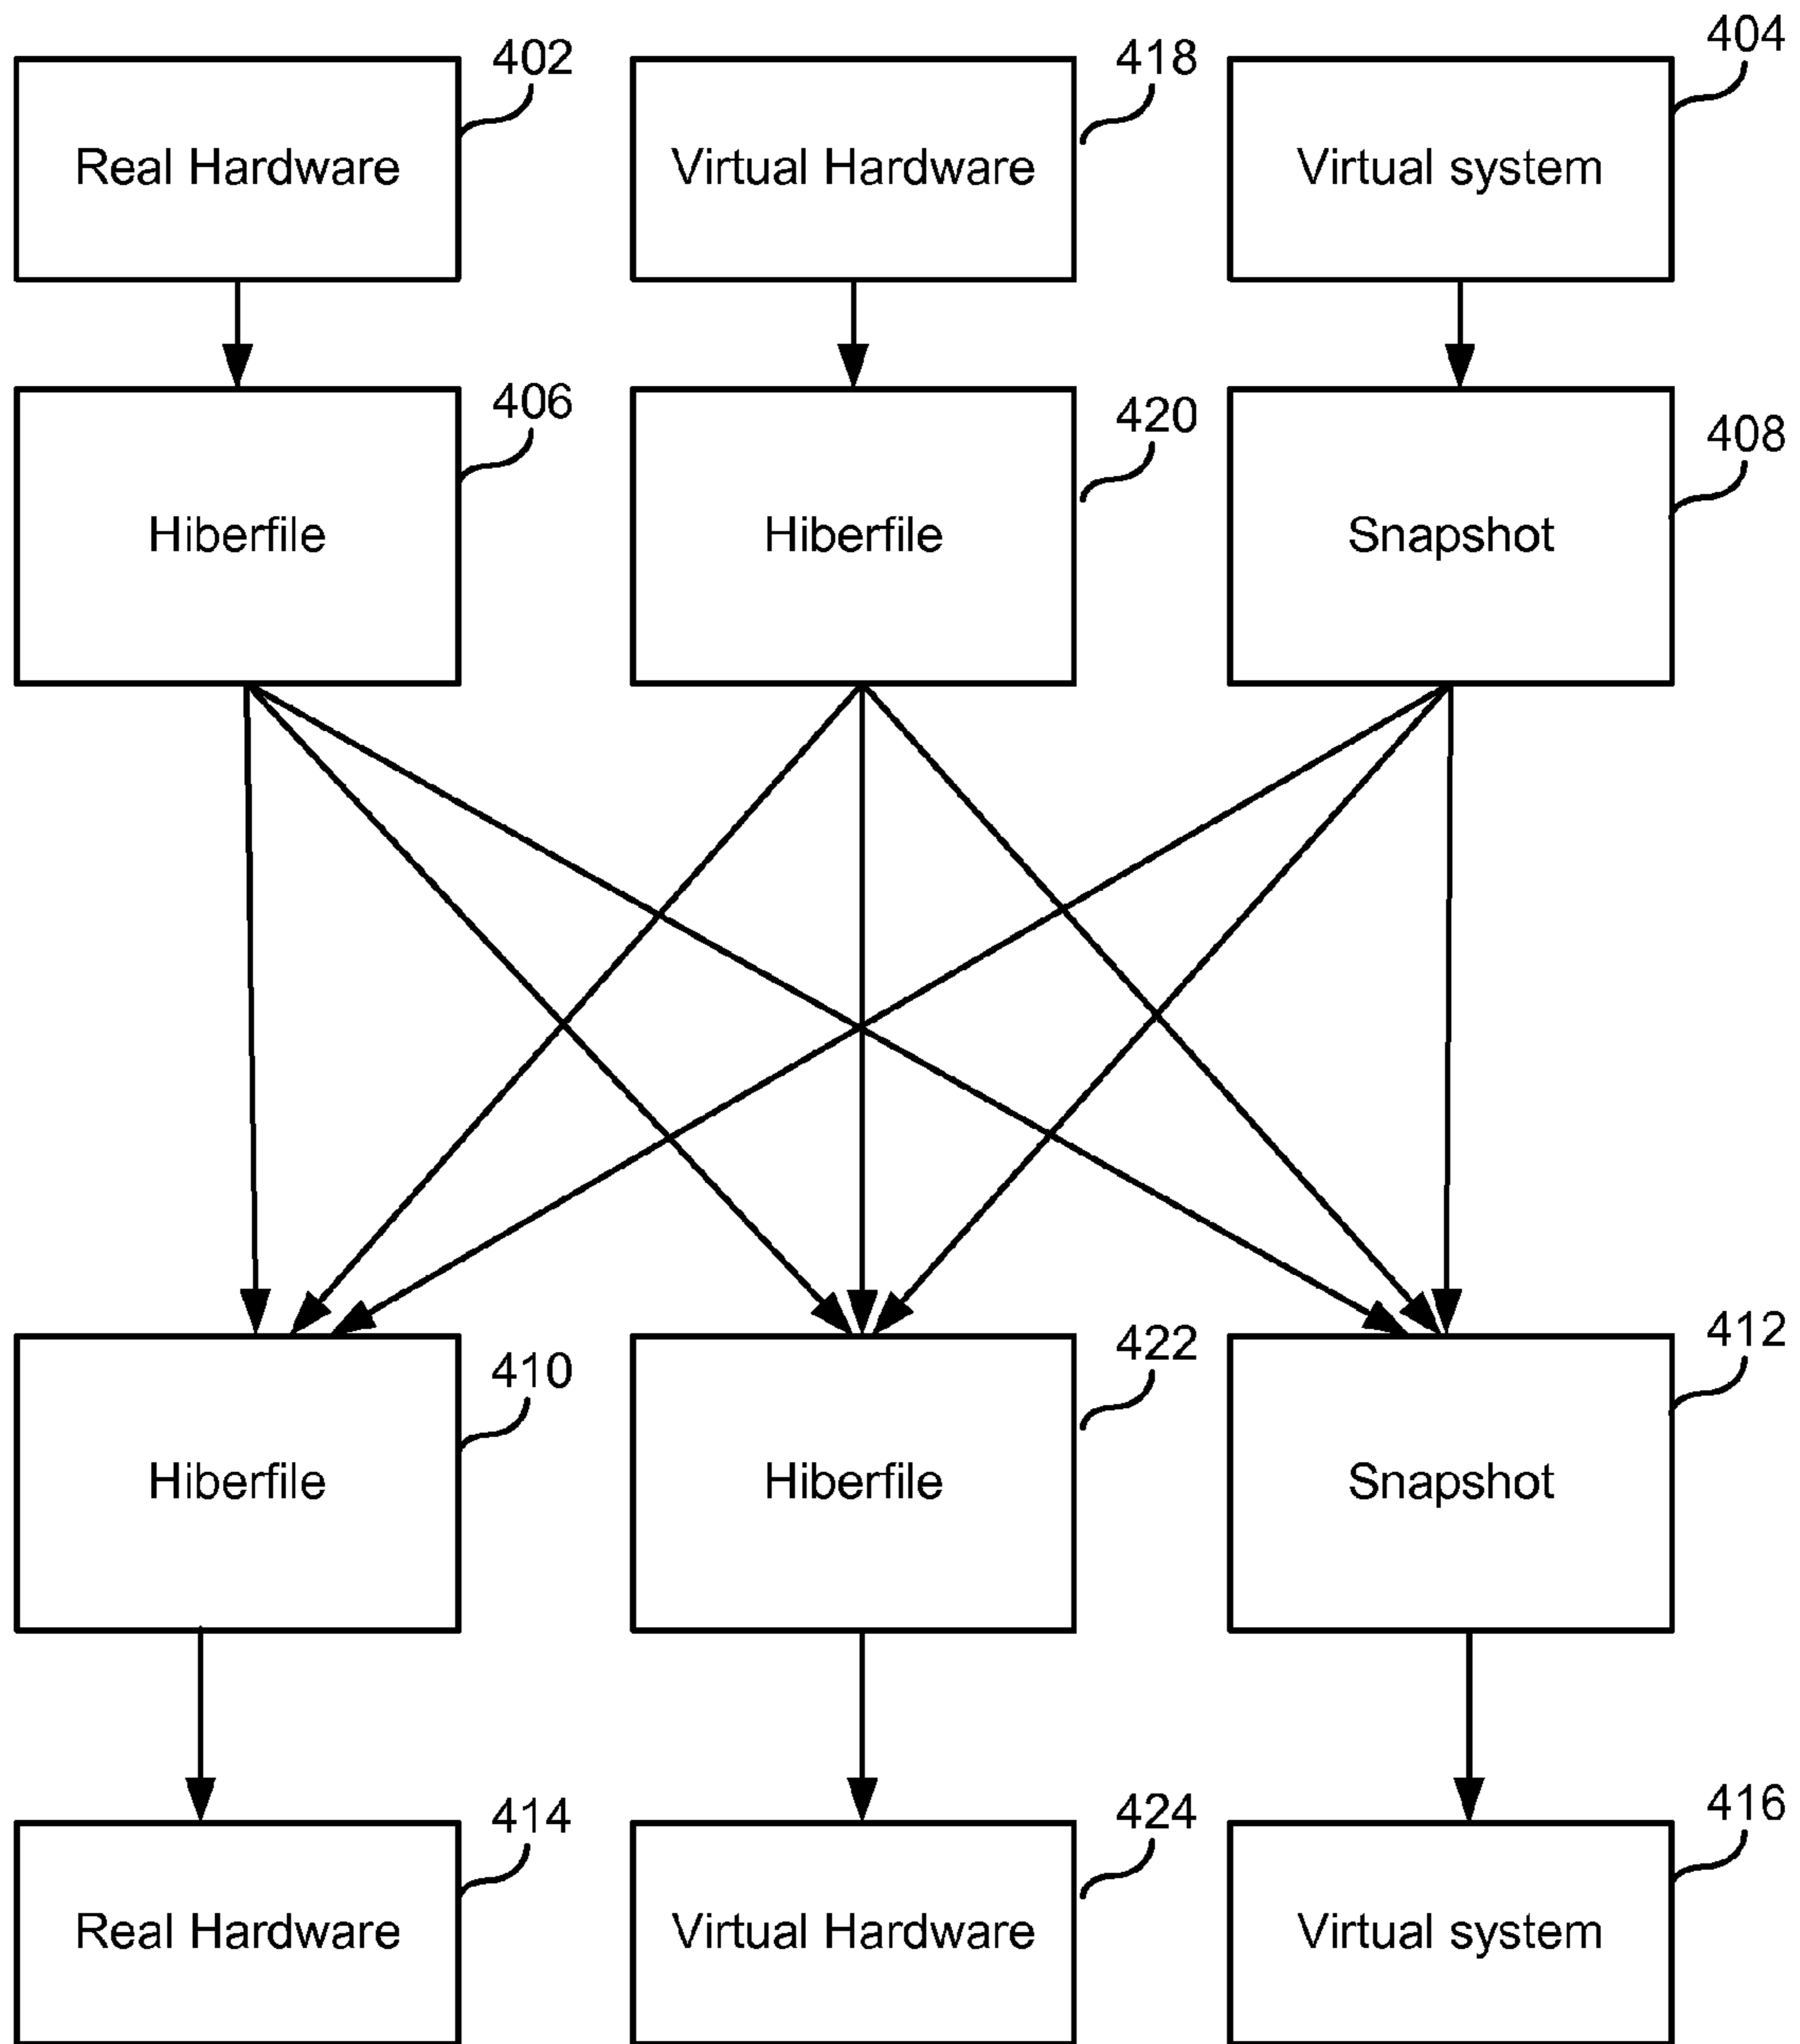 402
418
404
Real Hardware
Virtual Hardware
Virtual system
406
420
408
Hiberfile
Hiberfile
Snapshot
410
422
412
Hiberfile
Hiberfile
Snapshot
414
424
416
Real Hardware
Virtual Hardware
Virtual system